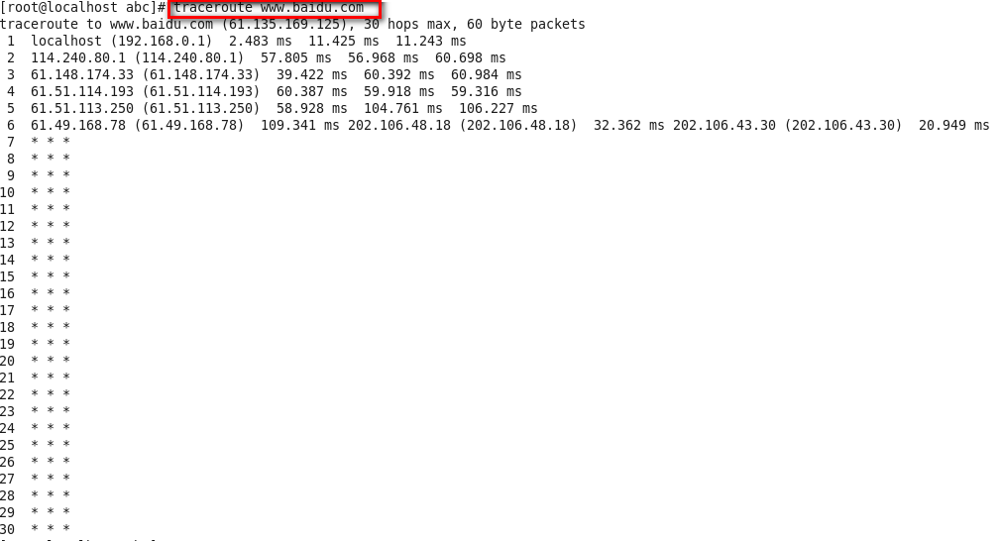 [root@localhost abc]# traceroute www.baidu.com
traceroute to www.baidu.com (61.135.169.125), 30 hops max, 60 byte packets
1 localhost (192.168.0.1) 2.483 ms 11.425 ms 11.243 ms
2 114.240.80.1 (114.240.80.1) 57.805 ms 56.968 ms 60.698 ms
3 61.148.174.33 (61.148.174.33) 39.422 ms 60.392 ms 60.984 ms
4 61.51.114.193 (61.51.114.193) 60.387 ms 59.918 ms 59.316 ms
5 61.51.113.250 (61.51.113.250) 58.928 ms 104.761 ms 106.227 ms
6 61.49.168.78 (61.49.168.78) 109.341 ms 202.106.48.18 (202.106.48.18) 32.362 ms 202.106.43.30 (202.106.43.30) 20.949 ms
7 * * *
8 * * *
9 * * *
10 * * *
11 * * *
12 * * *
13 * * *
14 * * *
15 * * *
16 * * *
17 * * *
18 * * *
19 * * *
20 * * *
21 * * *
22 * * *
23 * * *
24 * * *
25 * * *
26 * * *
27 * * *
28 * * *
29 * * *
30 * * *